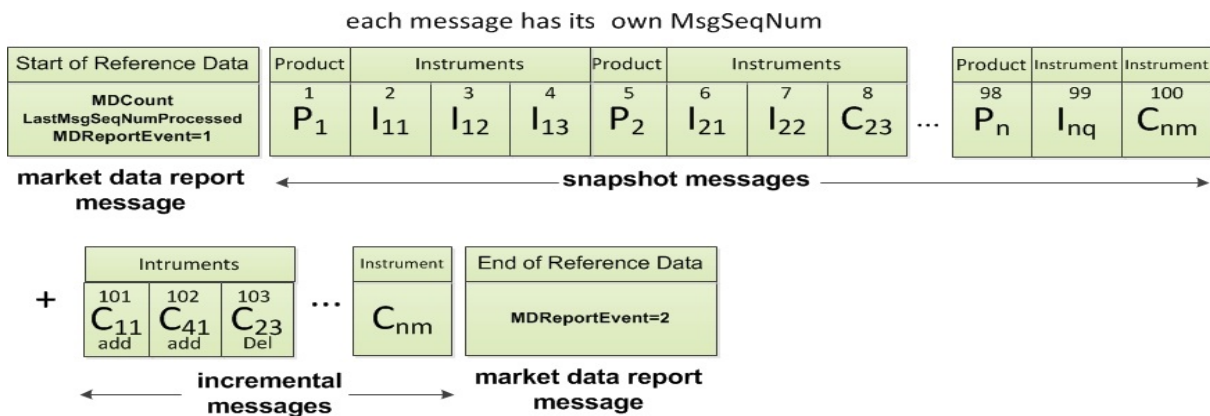 each message has its own MsgSeqNum
Start of Reference Data
MDCount
LastMsgSeqNumProcessed
MDReportEvent=1
market data report
message
Product Instruments Product Instruments Product Instrument Instrument
1 2 3 4 5 6 7 8 98 99 100
P1 I11 I12 I13 P2 I21 I22 C23 ... Pn Inq Cnm
snapshot messages
+
Intruments Instrument
101 102 103
C11 C41 C23 ... Cnm
add add Del
incremental
messages
End of Reference Data
MDReportEvent=2
market data report
message